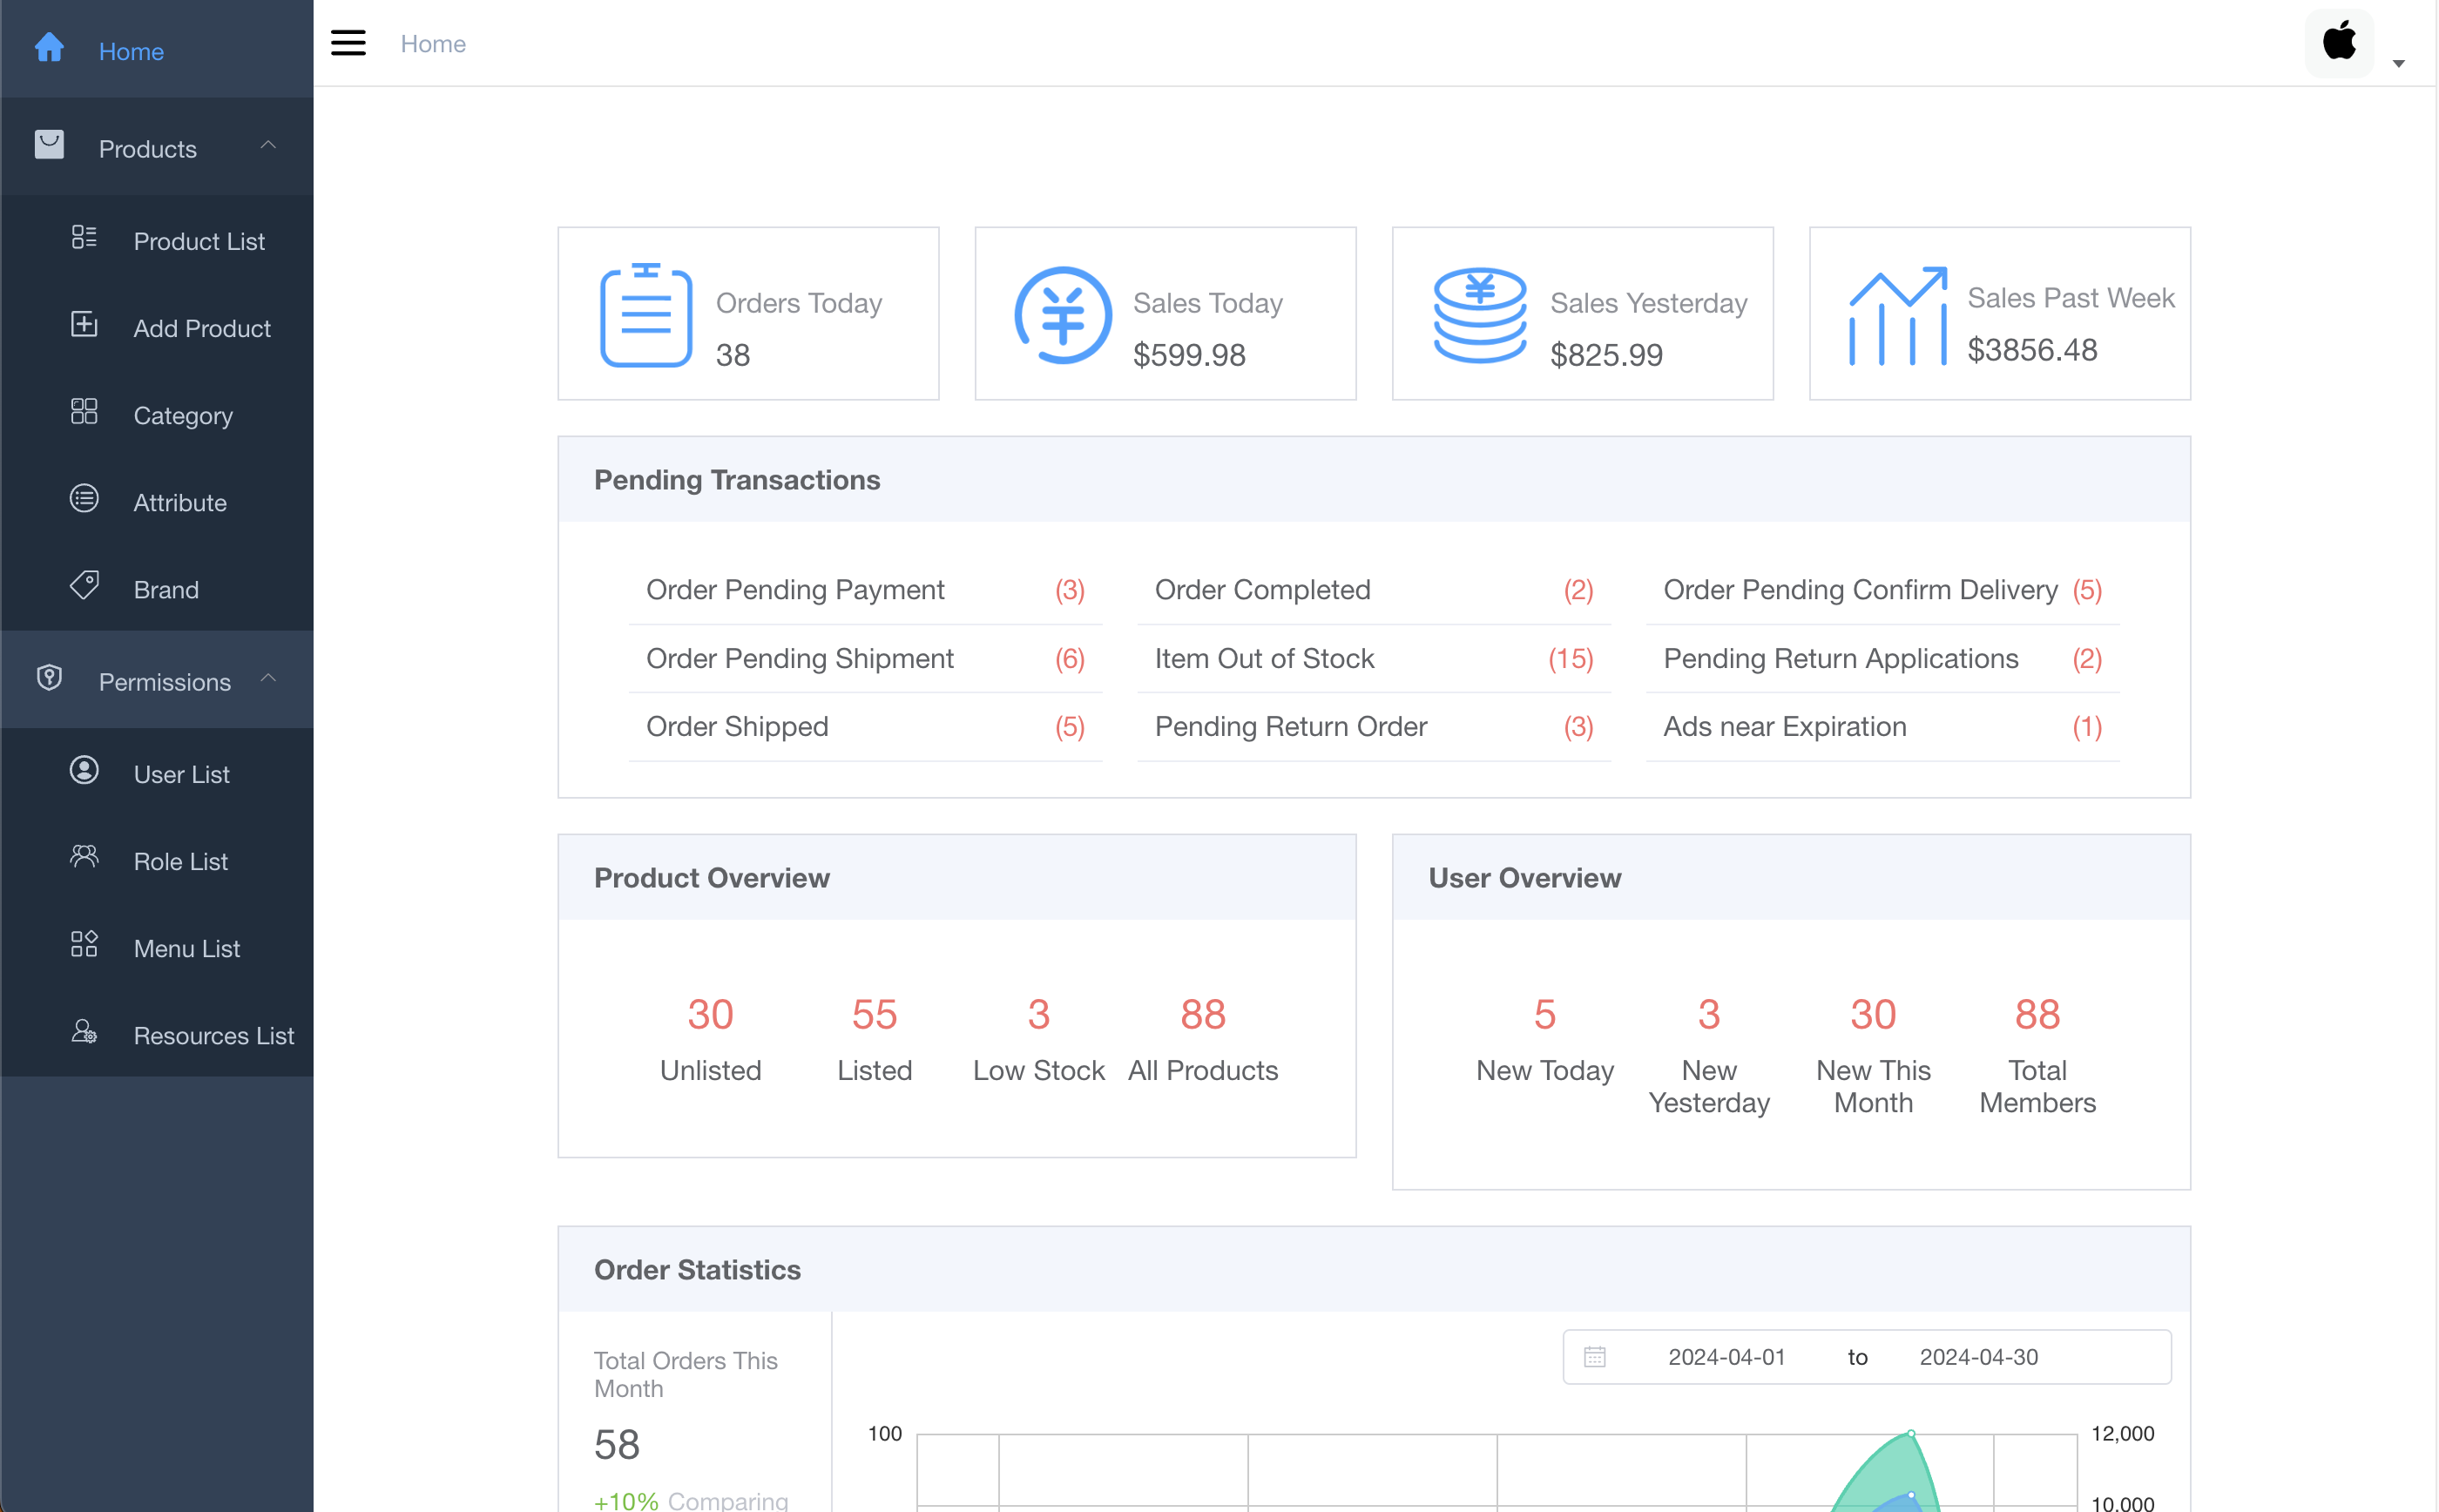 Home
Products
Product List
Add Product
Category
Attribute
Brand
Permissions
User List
Role List
Menu List
Resources List
Home
Orders Today
38
Sales Today
$599.98
Sales Yesterday
$825.99
Sales Past Week
$3856.48
Pending Transactions
Order Pending Payment (3)
Order Completed (2)
Order Pending Confirm Delivery (5)
Order Pending Shipment (6)
Item Out of Stock (15)
Pending Return Applications (2)
Order Shipped (5)
Pending Return Order (3)
Ads near Expiration (1)
Product Overview
30
Unlisted
55
Listed
3
Low Stock
88
All Products
User Overview
5
New Today
3
New
Yesterday
30
New This
Month
88
Total
Members
Order Statistics
Total Orders This
Month
58
+10% Comparing
2024-04-01 to 2024-04-30
100
12,000
10,000